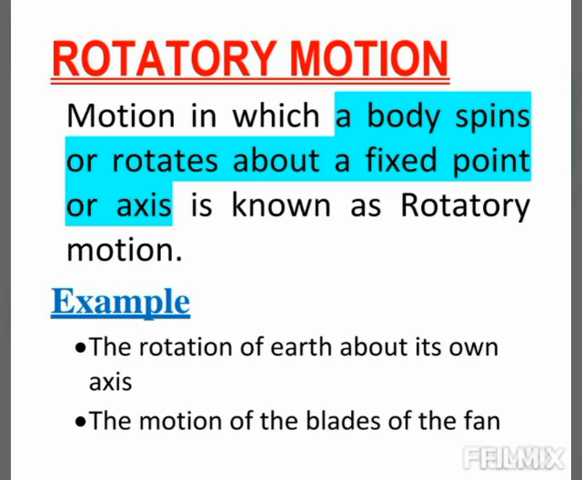 ROTATORY MOTION
Motion in which a body spins
or rotates about a fixed point
or axis is known as Rotatory
motion.
Example
•The rotation of earth about its own
axis
•The motion of the blades of the fan